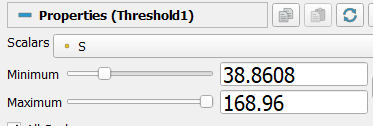 Properties (Threshold1)
Scalars S
Minimum 38.8608
Maximum 168.96